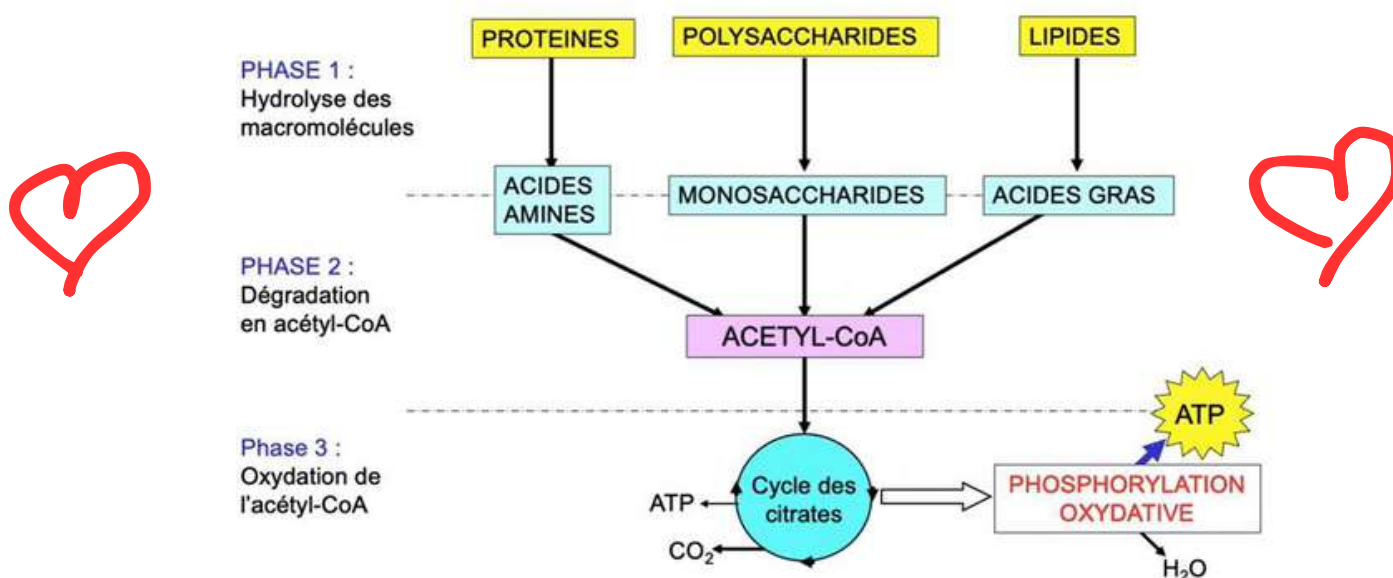 PROTEINES
POLYSACCHARIDES
LIPIDES
PHASE 1 :
Hydrolyse des
macromolécules
ACIDES
AMINES
MONOSACCHARIDES
ACIDES GRAS
PHASE 2 :
Dégradation
en acétyl-CoA
ACETYL-CoA
ATP
Phase 3 :
Oxydation de
l'acétyl-CoA
Cycle des
citrates
ATP
CO₂
PHOSPHORYLATION
OXYDATIVE
H₂O